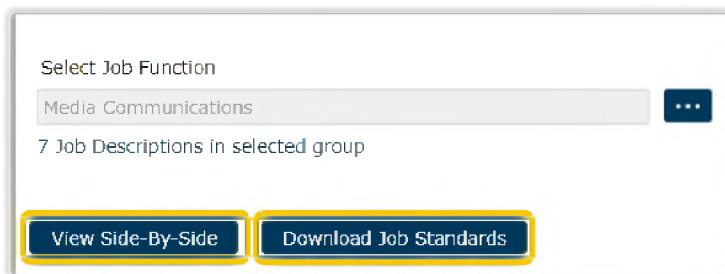 Select Job Function
Media Communications
...
7 Job Descriptions in selected group
View Side-By-Side
Download Job Standards